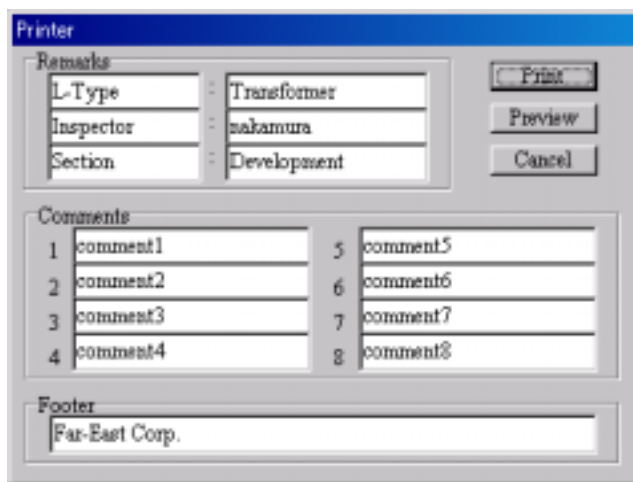 Printer
Remarks
L-Type : Transformer
Inspector : nakamura
Section : Development
Print
Preview
Cancel
Comments
1 comment1 5 comment5
2 comment2 6 comment6
3 comment3 7 comment7
4 comment4 8 comment8
Footer
Far-East Corp.